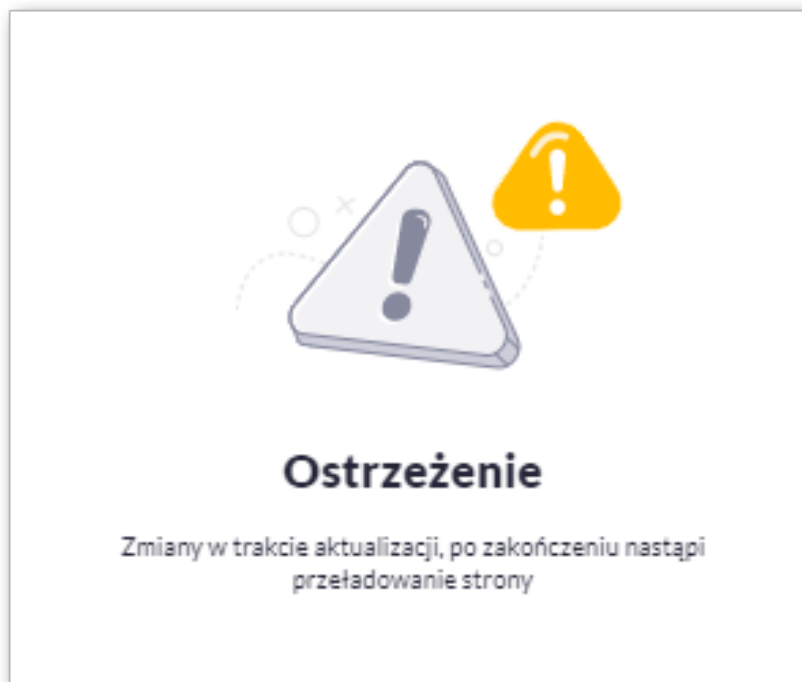 Ostrzeżenie
Zmiany w trakcie aktualizacji, po zakończeniu nastąpi
przeładowanie strony